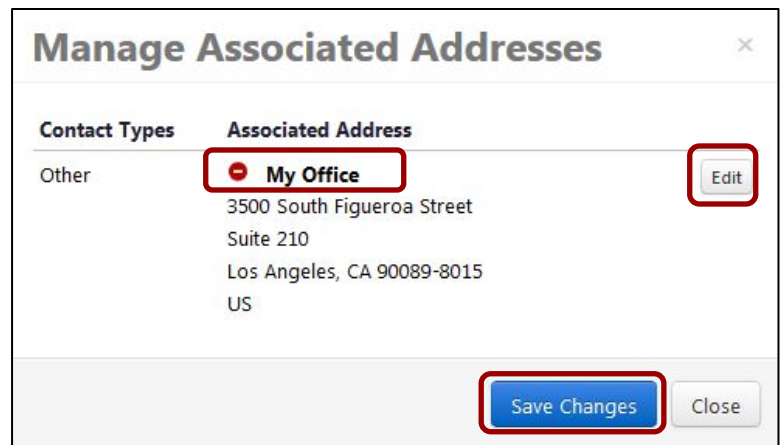 Manage Associated Addresses ×
Contact Types Associated Address
Other My Office Edit
3500 South Figueroa Street
Suite 210
Los Angeles, CA 90089-8015
US
Save Changes Close